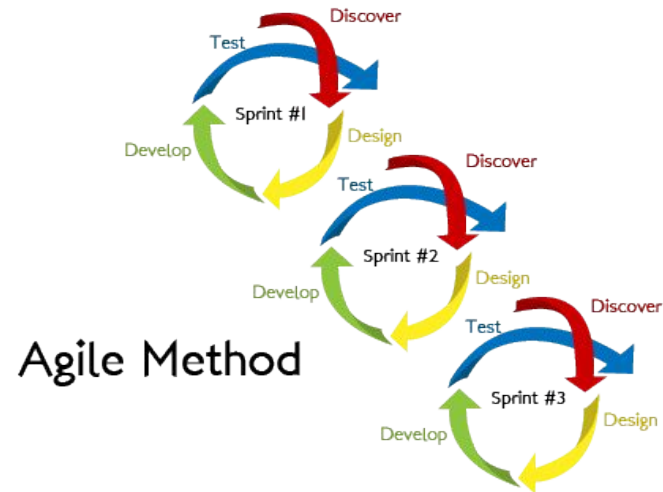 Discover
Test
Sprint #1
Design
Develop
Discover
Test
Sprint #2
Design
Develop
Discover
Test
Sprint #3
Design
Develop
Agile Method